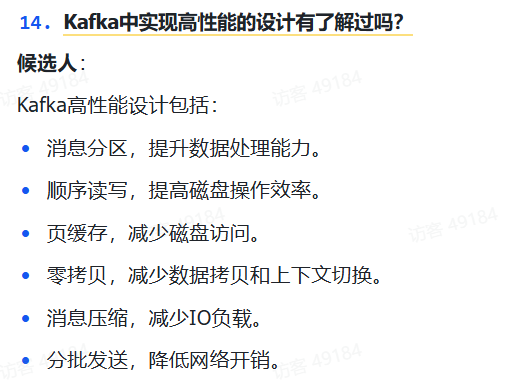 14. Kafka中实现高性能的设计有了解过吗？
候选人：
访客 49184
访客 49184
Kafka高性能设计包括：
• 消息分区，提升数据处理能力。
• 顺序读写，提高磁盘操作效率。
访客 49184
访客 49184
• 页缓存，减少磁盘访问。
• 零拷贝，减少数据拷贝和上下文切换。
• 消息压缩，减少IO负载。
• 分批发送，降低网络开销。
访客 49184
访客 49184